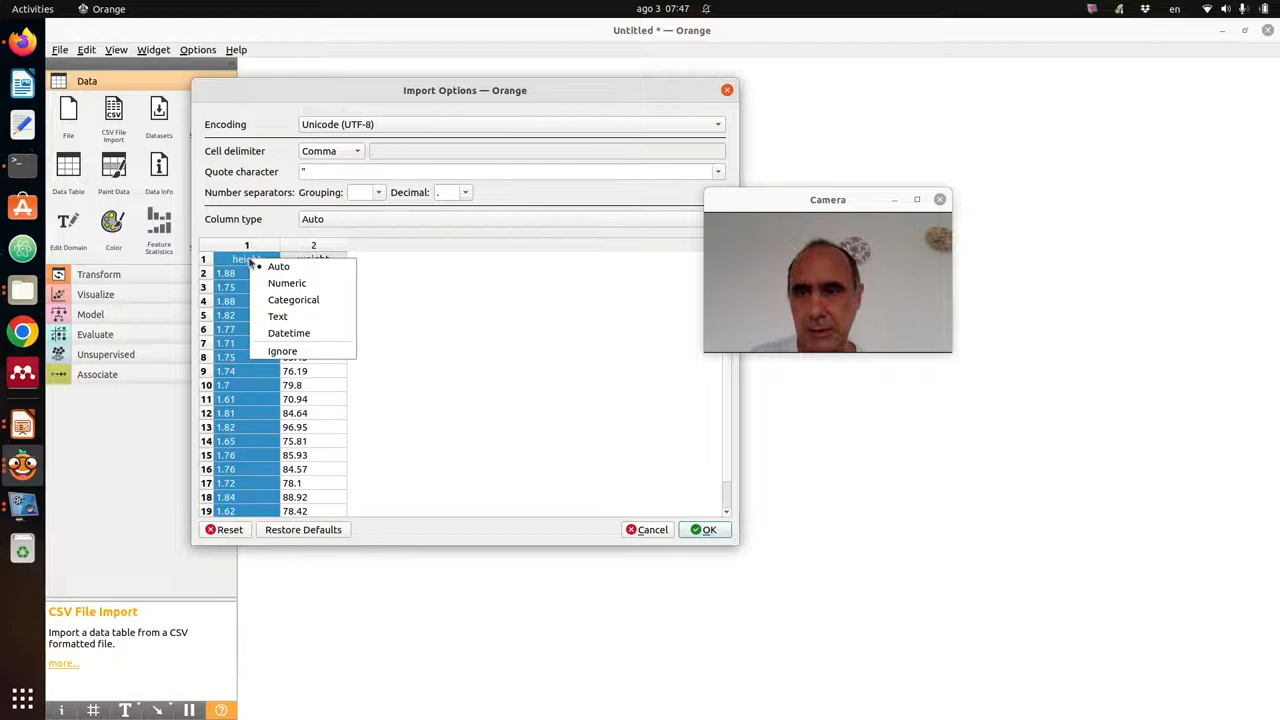 Activities
Orange
ago 3 07:47
en
Untitled * — Orange
File Edit View Widget Options Help
Data
File
CSV File
Import
Datasets
Data Table
Paint Data
Data Info
Edit Domain
Color
Feature
Statistics
Transform
Visualize
Model
Evaluate
Unsupervised
Associate
CSV File Import
Import a data table from a CSV
formatted file.
more...
Import Options — Orange
Encoding Unicode (UTF-8)
Cell delimiter Comma
Quote character "
Number separators: Grouping: Decimal: .
Column type Auto
1 2
1
2 1.88
3 1.75
4 1.88
5 1.82
6 1.77
7 1.71
8 1.75
9 1.74 76.19
10 1.7 79.8
11 1.61 70.94
12 1.81 84.64
13 1.82 96.95
14 1.65 75.81
15 1.76 85.93
16 1.76 84.57
17 1.72 78.1
18 1.84 88.92
19 1.62 78.42
Auto
Numeric
Categorical
Text
Datetime
Ignore
Reset Restore Defaults Cancel OK
Camera